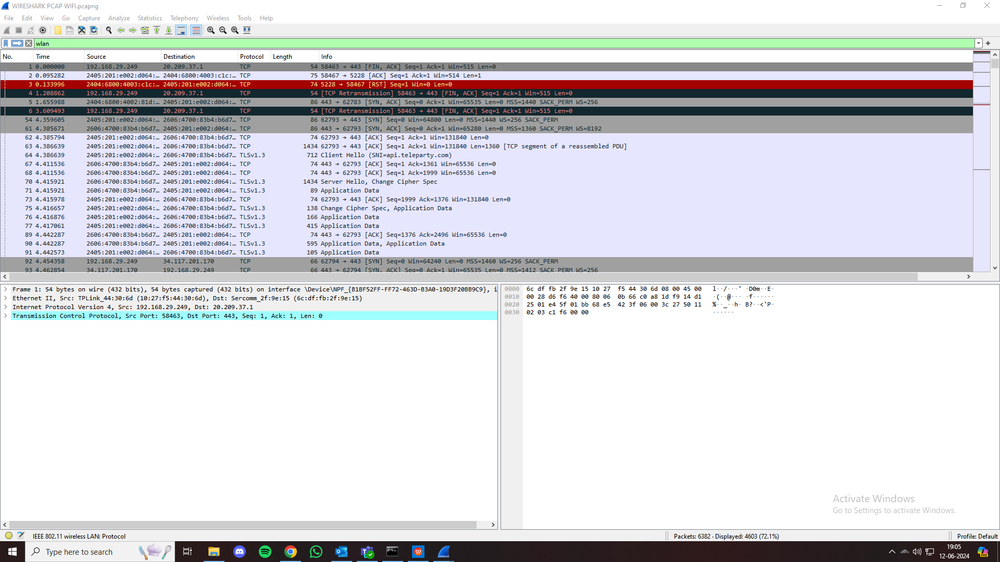 WIRESHARK PCAP WIFI.pcapng
File Edit View Go Capture Analyze Statistics Telephony Wireless Tools Help
wlan
No. Time Source Destination Protocol Length Info
1 0.000000 192.168.29.249 20.209.37.1 TCP 54 58463 → 443 [FIN, ACK] Seq=1 Ack=1 Win=515 Len=0
2 0.095282 2405:201:e002:d064:… 2404:6800:4003:c1c:… TCP 75 58467 → 5228 [ACK] Seq=1 Ack=1 Win=514 Len=1
3 0.133996 2404:6800:4003:c1c:… 2405:201:e002:d064:… TCP 74 5228 → 58467 [RST] Seq=1 Win=0 Len=0
4 1.208862 192.168.29.249 20.209.37.1 TCP 54 [TCP Retransmission] 58463 → 443 [FIN, ACK] Seq=1 Ack=1 Win=515 Len=0
5 1.655988 2404:6800:4002:81d:… 2405:201:e002:d064:… TCP 86 443 → 62783 [SYN, ACK] Seq=0 Ack=1 Win=65535 Len=0 MSS=1440 SACK_PERM WS=256
6 3.609493 192.168.29.249 20.209.37.1 TCP 54 [TCP Retransmission] 58463 → 443 [FIN, ACK] Seq=1 Ack=1 Win=515 Len=0
54 4.359605 2405:201:e002:d064:… 2606:4700:83b4:b6d7… TCP 86 62793 → 443 [SYN] Seq=0 Win=64800 Len=0 MSS=1440 WS=256 SACK_PERM
61 4.385671 2606:4700:83b4:b6d7… 2405:201:e002:d064:… TCP 86 443 → 62793 [SYN, ACK] Seq=0 Ack=1 Win=65280 Len=0 MSS=1360 SACK_PERM WS=8192
62 4.385794 2405:201:e002:d064:… 2606:4700:83b4:b6d7… TCP 74 62793 → 443 [ACK] Seq=1 Ack=1 Win=131840 Len=0
63 4.386639 2405:201:e002:d064:… 2606:4700:83b4:b6d7… TCP 1434 62793 → 443 [ACK] Seq=1 Ack=1 Win=131840 Len=1360 [TCP segment of a reassembled PDU]
64 4.386639 2405:201:e002:d064:… 2606:4700:83b4:b6d7… TLSv1.3 712 Client Hello (SNI=api.teleparty.com)
67 4.411536 2606:4700:83b4:b6d7… 2405:201:e002:d064:… TCP 74 443 → 62793 [ACK] Seq=1 Ack=1361 Win=65536 Len=0
68 4.411536 2606:4700:83b4:b6d7… 2405:201:e002:d064:… TCP 74 443 → 62793 [ACK] Seq=1 Ack=1999 Win=65536 Len=0
70 4.415921 2606:4700:83b4:b6d7… 2405:201:e002:d064:… TLSv1.3 1434 Server Hello, Change Cipher Spec
71 4.415921 2606:4700:83b4:b6d7… 2405:201:e002:d064:… TLSv1.3 89 Application Data
73 4.415978 2405:201:e002:d064:… 2606:4700:83b4:b6d7… TCP 74 62793 → 443 [ACK] Seq=1999 Ack=1376 Win=131840 Len=0
75 4.416657 2405:201:e002:d064:… 2606:4700:83b4:b6d7… TLSv1.3 138 Change Cipher Spec, Application Data
76 4.416876 2405:201:e002:d064:… 2606:4700:83b4:b6d7… TLSv1.3 166 Application Data
77 4.417061 2405:201:e002:d064:… 2606:4700:83b4:b6d7… TLSv1.3 415 Application Data
89 4.442287 2606:4700:83b4:b6d7… 2405:201:e002:d064:… TCP 74 443 → 62793 [ACK] Seq=1376 Ack=2496 Win=65536 Len=0
90 4.442287 2606:4700:83b4:b6d7… 2405:201:e002:d064:… TLSv1.3 595 Application Data, Application Data
91 4.442573 2405:201:e002:d064:… 2606:4700:83b4:b6d7… TLSv1.3 105 Application Data
92 4.454358 192.168.29.249 34.117.201.170 TCP 66 62794 → 443 [SYN] Seq=0 Win=64240 Len=0 MSS=1460 WS=256 SACK_PERM
93 4.462854 34.117.201.170 192.168.29.249 TCP 66 443 → 62794 [SYN, ACK] Seq=0 Ack=1 Win=65535 Len=0 MSS=1412 SACK_PERM WS=256
Frame 1: 54 bytes on wire (432 bits), 54 bytes captured (432 bits) on interface \Device\NPF_{B1BF52FF-FF72-463D-B3A0-19D3F20BB9C9}, i
Ethernet II, Src: TPLink_44:30:6d (10:27:f5:44:30:6d), Dst: Sercomm_2f:9e:15 (6c:df:fb:2f:9e:15)
Internet Protocol Version 4, Src: 192.168.29.249, Dst: 20.209.37.1
Transmission Control Protocol, Src Port: 58463, Dst Port: 443, Seq: 1, Ack: 1, Len: 0
0000 6c df fb 2f 9e 15 10 27 f5 44 30 6d 08 00 45 00 l··/···' ·D0m··E·
0010 00 28 d6 f6 40 00 80 06 0b 66 c0 a8 1d f9 14 d1 ·(··@··· ·f······
0020 25 01 e4 5f 01 bb 68 e5 42 3f 06 00 3c 27 50 11 %··_··h· B?··<'P·
0030 02 03 c1 f6 00 00 ······
Activate Windows
Go to Settings to activate Windows.
IEEE 802.11 wireless LAN: Protocol
Packets: 6382 · Displayed: 4603 (72.1%)
Profile: Default
Type here to search
19:05
12-06-2024